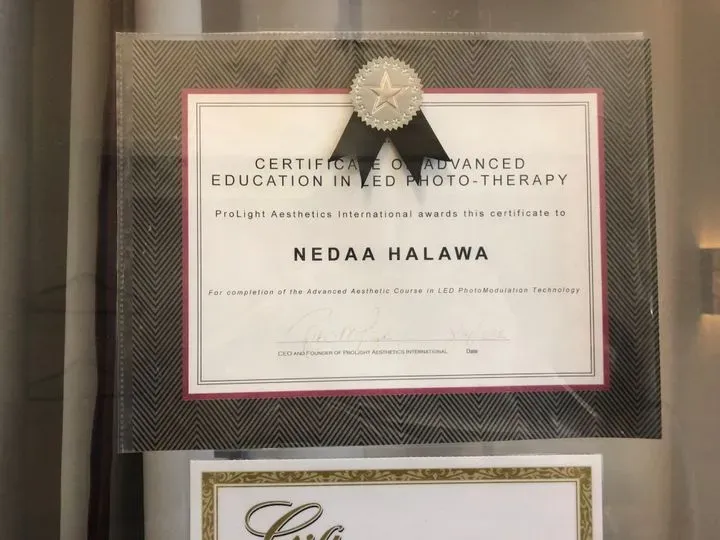 CERTIFICATE OF ADVANCED
EDUCATION IN LED PHOTO-THERAPY
ProLight Aesthetics International awards this certificate to
NEDAA HALAWA
For completion of the Advanced Aesthetic Course in LED PhotoModulation Technology
CEO AND FOUNDER OF PROLIGHT AESTHETICS INTERNATIONAL Date